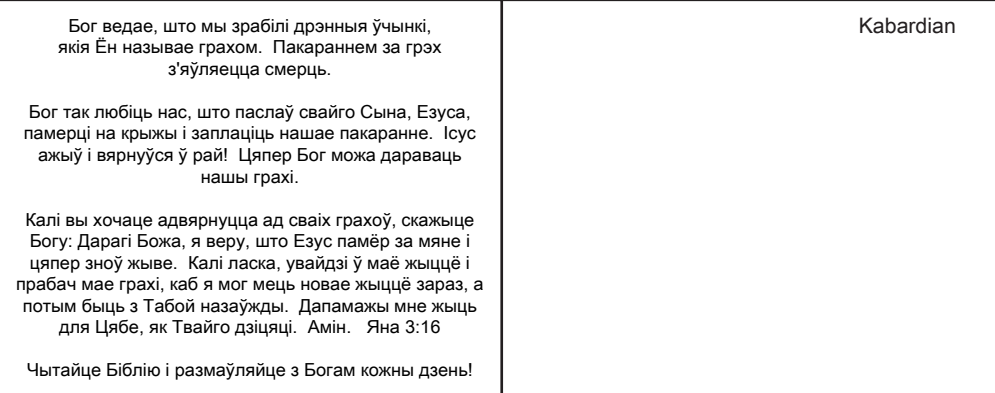 Бог ведае, што мы зрабілі дрэнныя ўчынкі,
якія Ён называе грахом.  Пакараннем за грэх
з'яўляецца смерць.

Бог так любіць нас, што паслаў свайго Сына, Езуса,
памерці на крыжы і заплаціць нашае пакаранне.  Ісус
ажыў і вярнуўся ў рай!  Цяпер Бог можа дараваць
нашы грахі.

Калі вы хочаце адвярнуцца ад сваіх грахоў, скажыце
Богу: Дарагі Божа, я веру, што Езус памёр за мяне і
цяпер зноў жыве.  Калі ласка, увайдзі ў маё жыццё і
прабач мае грахі, каб я мог мець новае жыццё зараз, а
потым быць з Табой назаўжды.  Дапамажы мне жыць
для Цябе, як Твайго дзіцяці.  Амін.   Яна 3:16

Чытайце Біблію і размаўляйце з Богам кожны дзень!

Kabardian